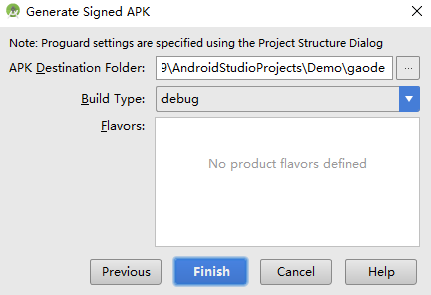 Generate Signed APK
Note: Proguard settings are specified using the Project Structure Dialog
APK Destination Folder: 9\AndroidStudioProjects\Demo\gaode ...
Build Type: debug
Flavors:
No product flavors defined
Previous Finish Cancel Help